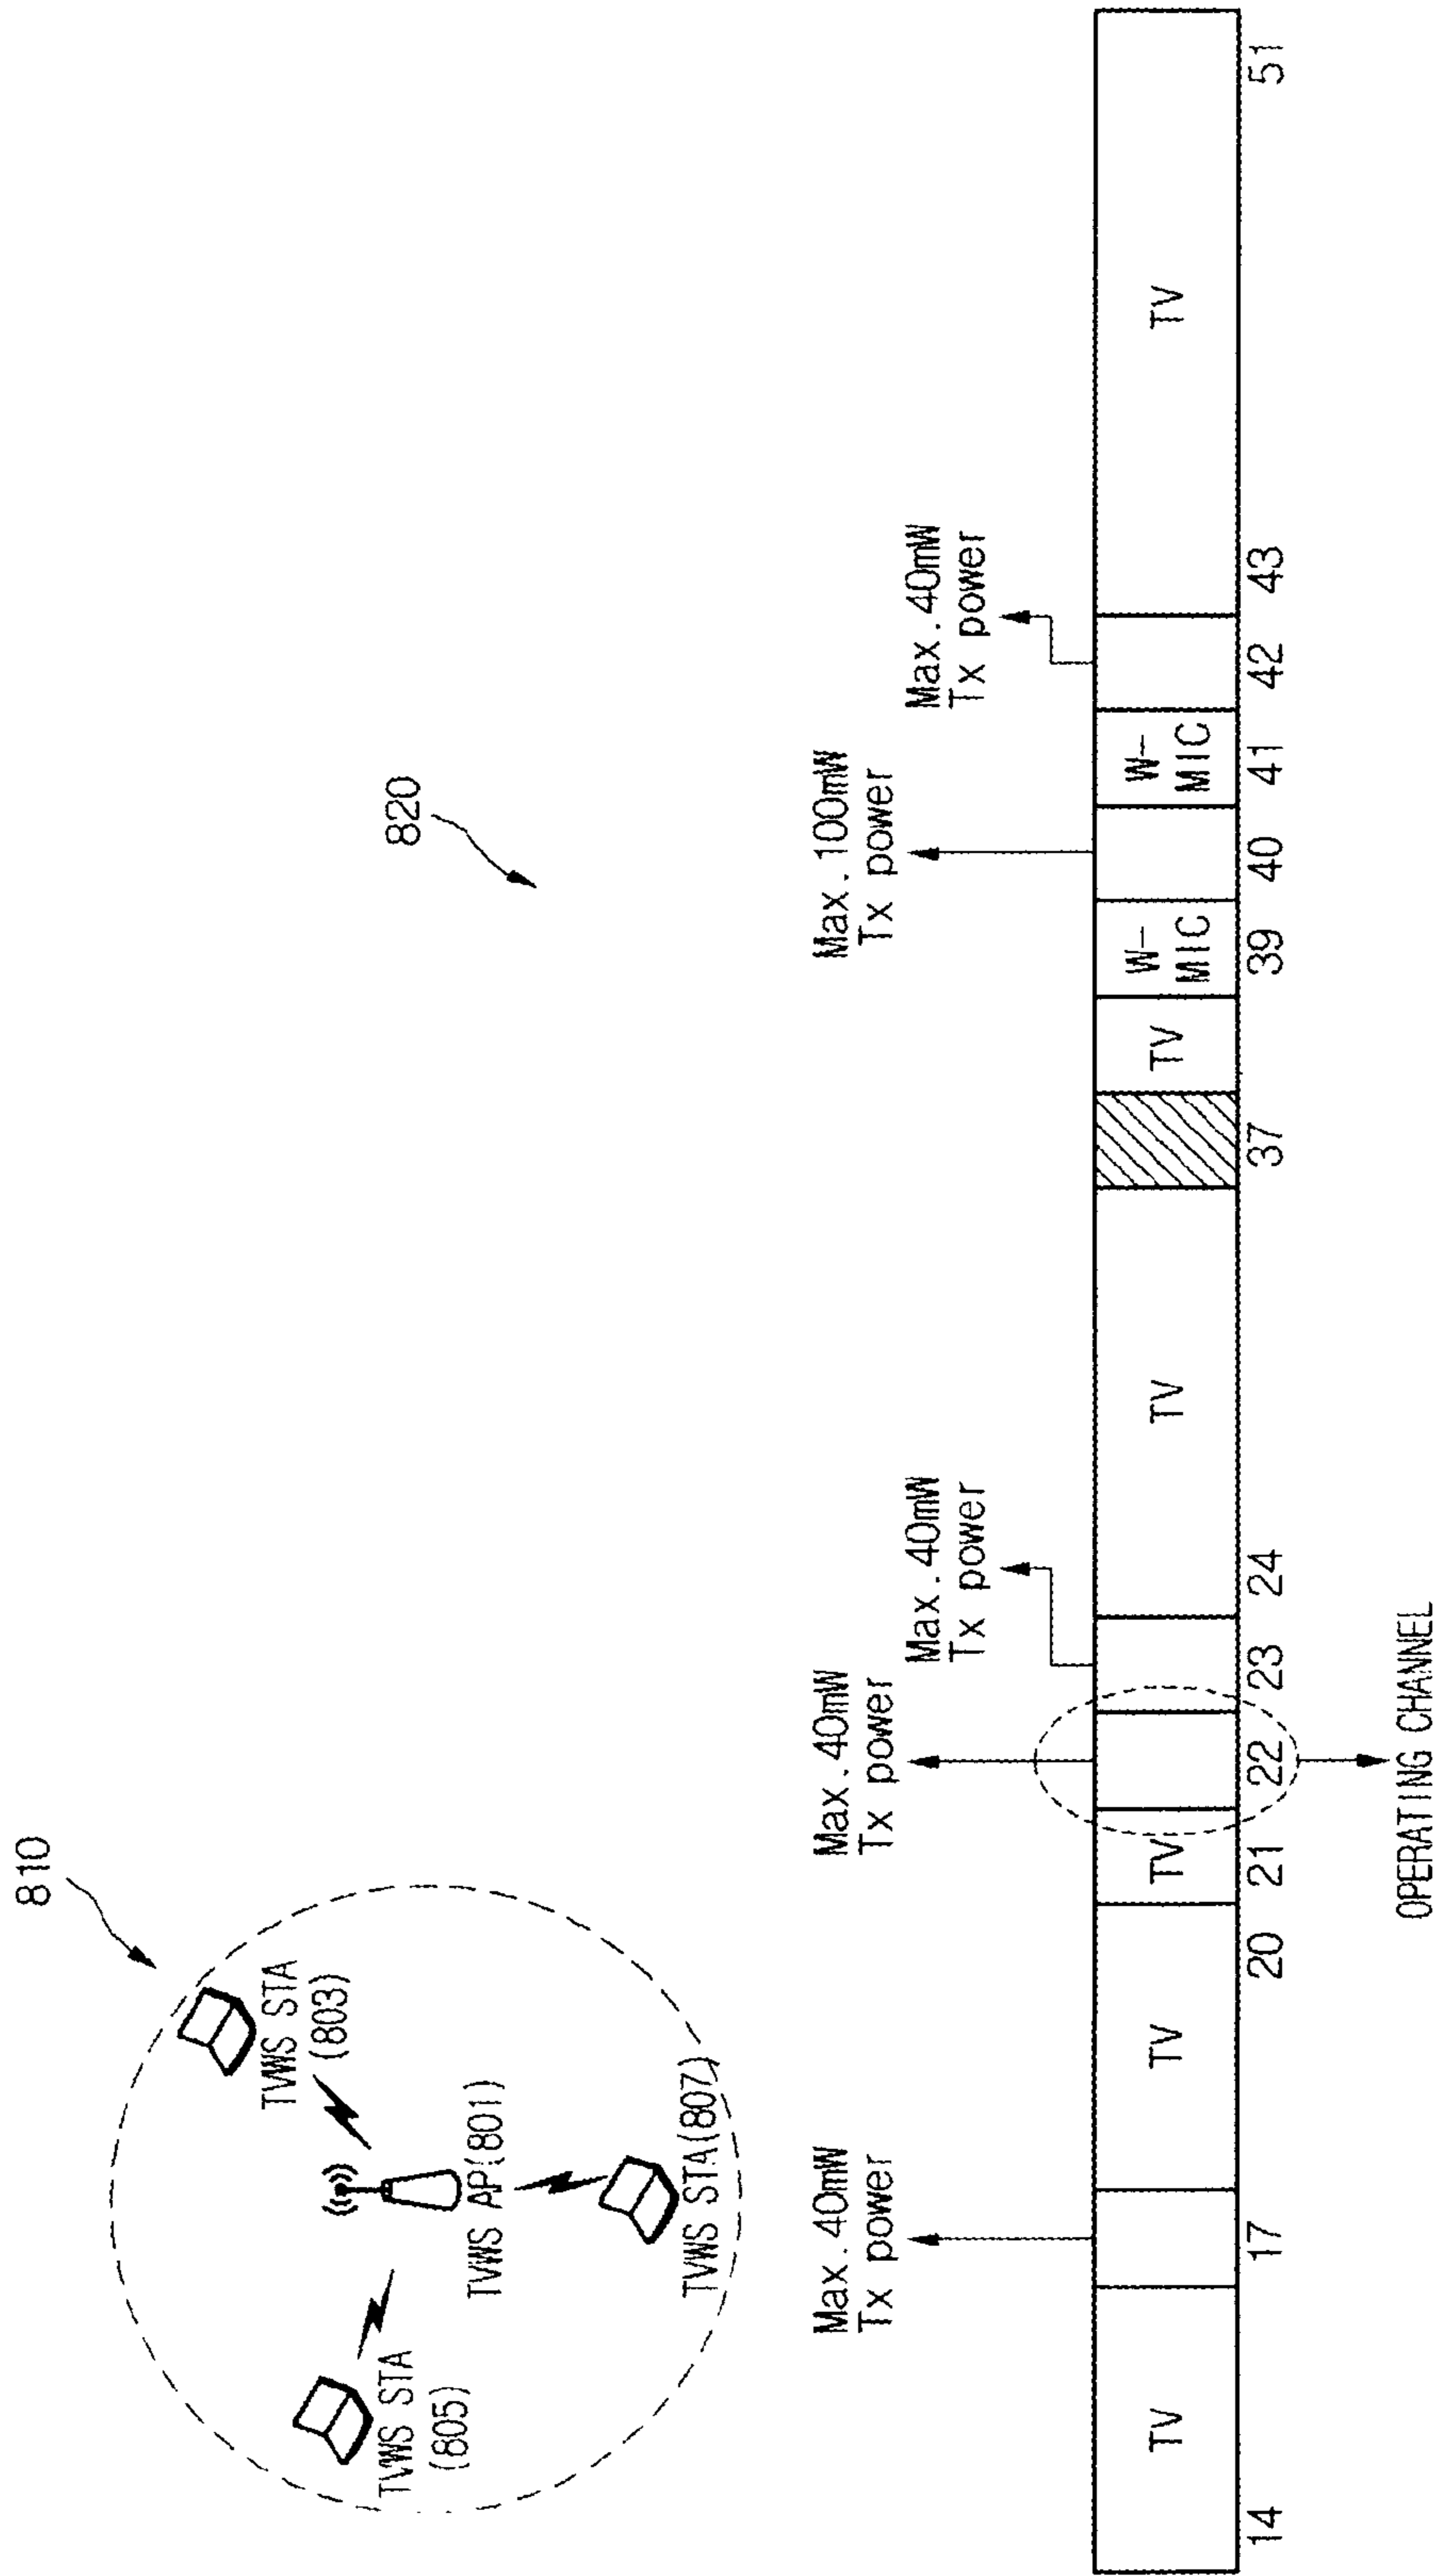 810
TVWS STA
(805)
TVWS AP(801)
TVWS STA
(803)
TVWS STA(807)
820
Max.40mW
Tx power
Max.40mW
Tx power
Max.40mW
Tx power
Max.100mW
Tx power
Max.40mW
Tx power
TV
TV
TV
TV
TV
W-
MIC
W-
MIC
TV
14
17
20
21
22
23
24
37
39
40
41
42
43
51
OPERATING CHANNEL